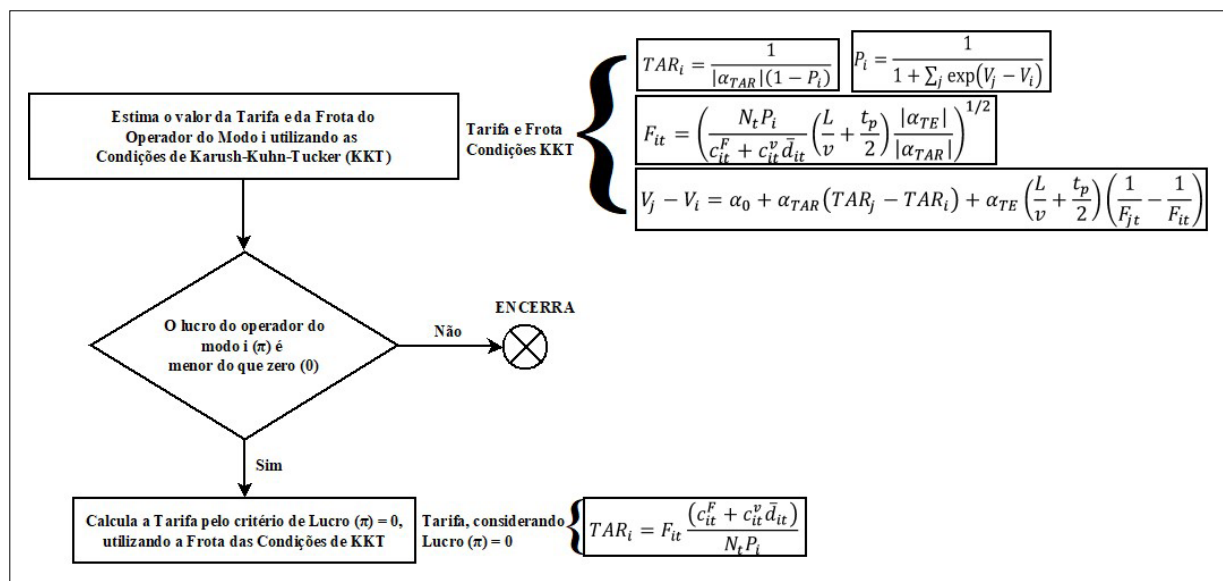 Estima o valor da Tarifa e da Frota do
Operador do Modo i utilizando as
Condições de Karush-Kuhn-Tucker (KKT)
Tarifa e Frota
Condições KKT
TAR_i = 1 / (|α_TAR|(1 − P_i))
P_i = 1 / (1 + ∑_j exp(V_j − V_i))
F_it = (N_t P_i / (c_it^F + c_it^v d̄_it) (L/v + t_p/2) |α_TE| / |α_TAR|)^1/2
V_j − V_i = α_0 + α_TAR(TAR_j − TAR_i) + α_TE (L/v + t_p/2) (1/F_jt − 1/F_it)
O lucro do operador do
modo i (π) é
menor do que zero (0)
Não
ENCERRA
Sim
Calcula a Tarifa pelo critério de Lucro (π) = 0,
utilizando a Frota das Condições de KKT
Tarifa, considerando
Lucro (π) = 0
TAR_i = F_it (c_it^F + c_it^v d̄_it) / (N_t P_i)